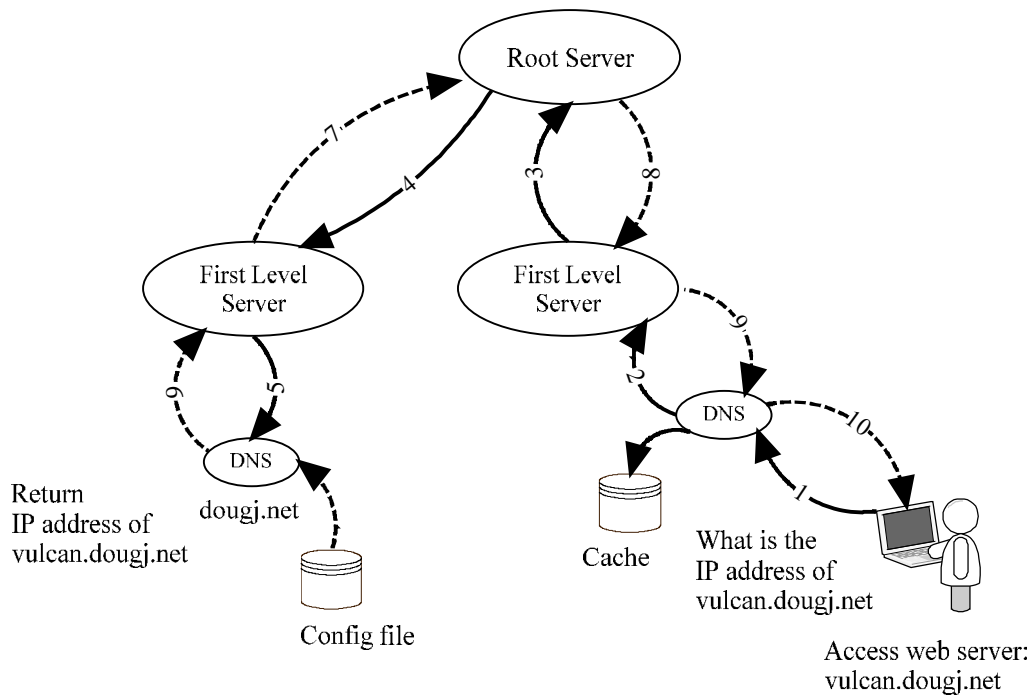 Root Server
7
4
3
8
First Level
Server
First Level
Server
6
5
2
9
DNS
10
DNS
dougj.net
1
Return
IP address of
vulcan.dougj.net
Config file
Cache
What is the
IP address of
vulcan.dougj.net
Access web server:
vulcan.dougj.net